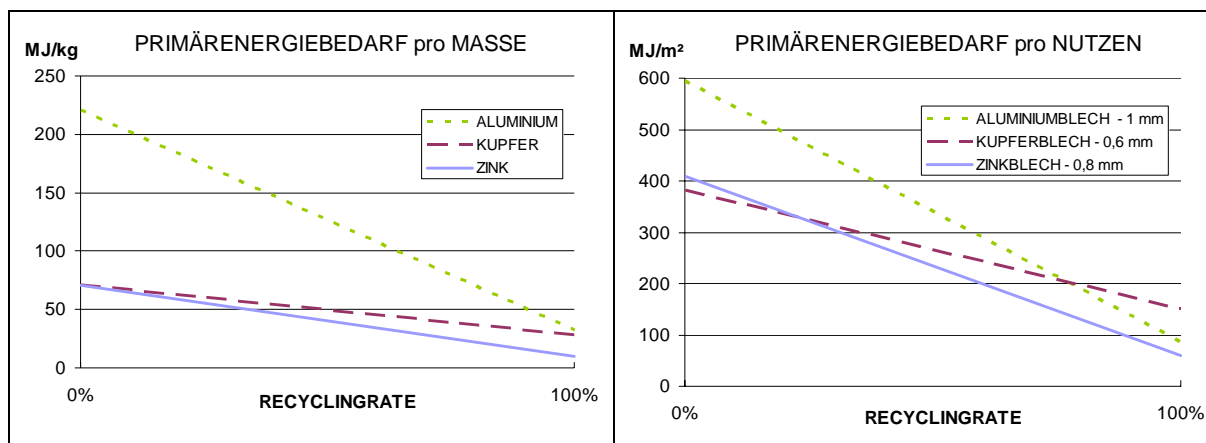 PRIMÄRENERGIEBEDARF pro MASSE
MJ/kg
250
200
150
100
50
0
ALUMINIUM
KUPFER
ZINK
0%
100%
RECYCLINGRATE
PRIMÄRENERGIEBEDARF pro NUTZEN
MJ/m²
600
500
400
300
200
100
0
ALUMINIUMBLECH - 1 mm
KUPFERBLECH - 0,6 mm
ZINKBLECH - 0,8 mm
0%
100%
RECYCLINGRATE